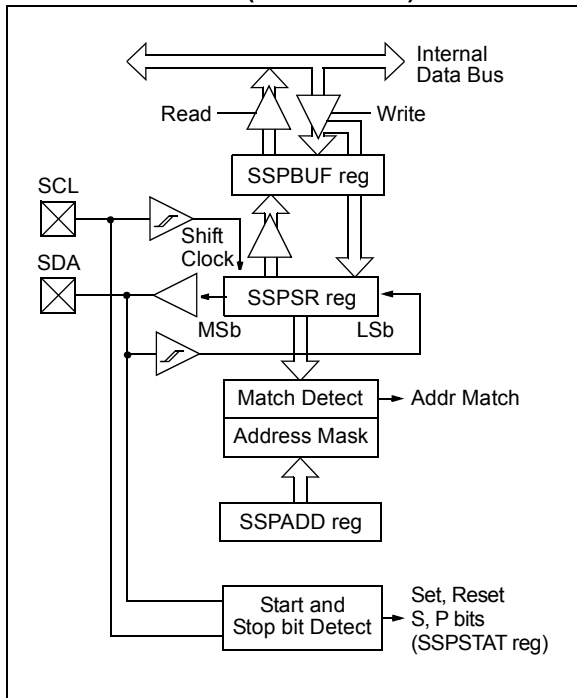 Internal
Data Bus
Read
Write
SSPBUF reg
SCL
Shift
Clock
SDA
SSPSR reg
MSb
LSb
Match Detect
Addr Match
Address Mask
SSPADD reg
Start and
Stop bit Detect
Set, Reset
S, P bits
(SSPSTAT reg)